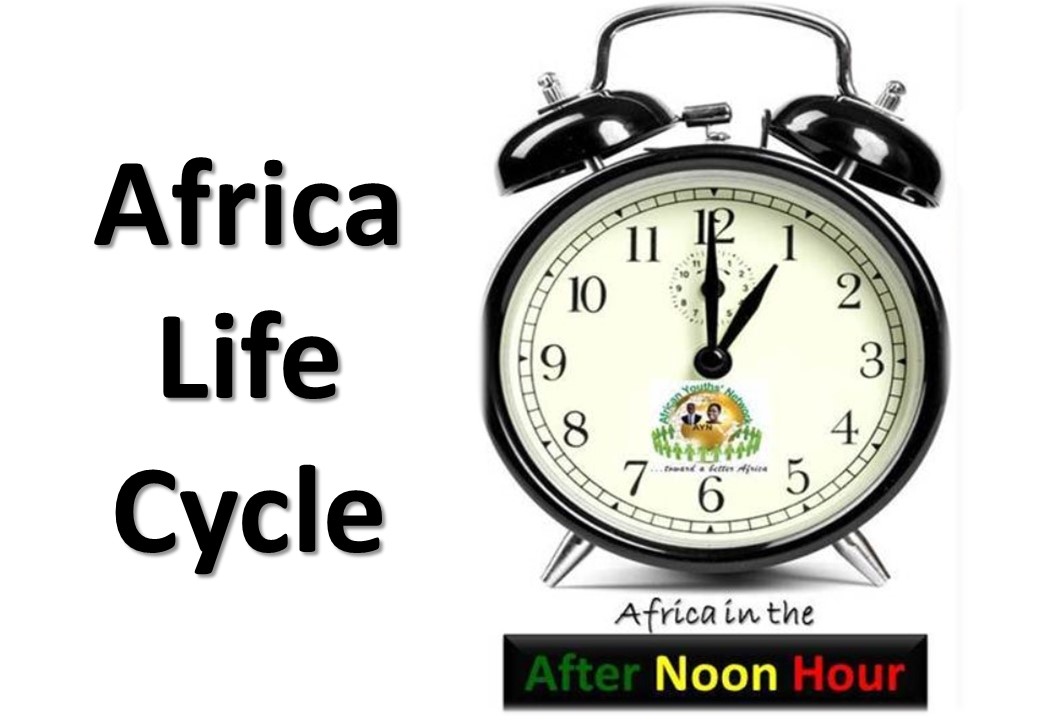 Africa
Life
Cycle
12
1
2
3
4
5
6
7
8
9
10
11
African Youths' Network
AYN
...toward a better Africa
Africa in the
After Noon Hour